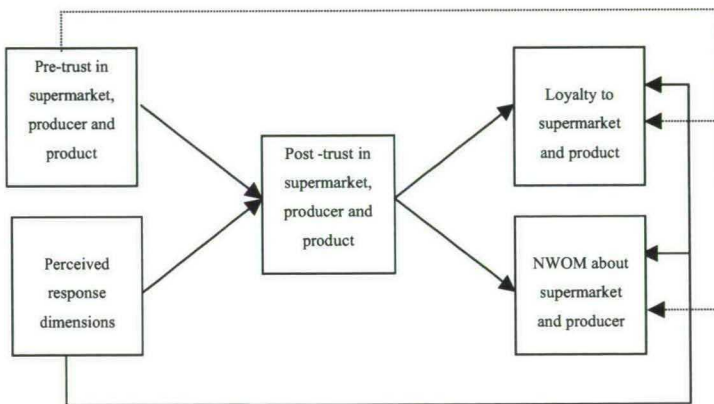 Pre-trust in
supermarket,
producer and
product
Perceived
response
dimensions
Post -trust in
supermarket,
producer and
product
Loyalty to
supermarket
and product
NWOM about
supermarket
and producer